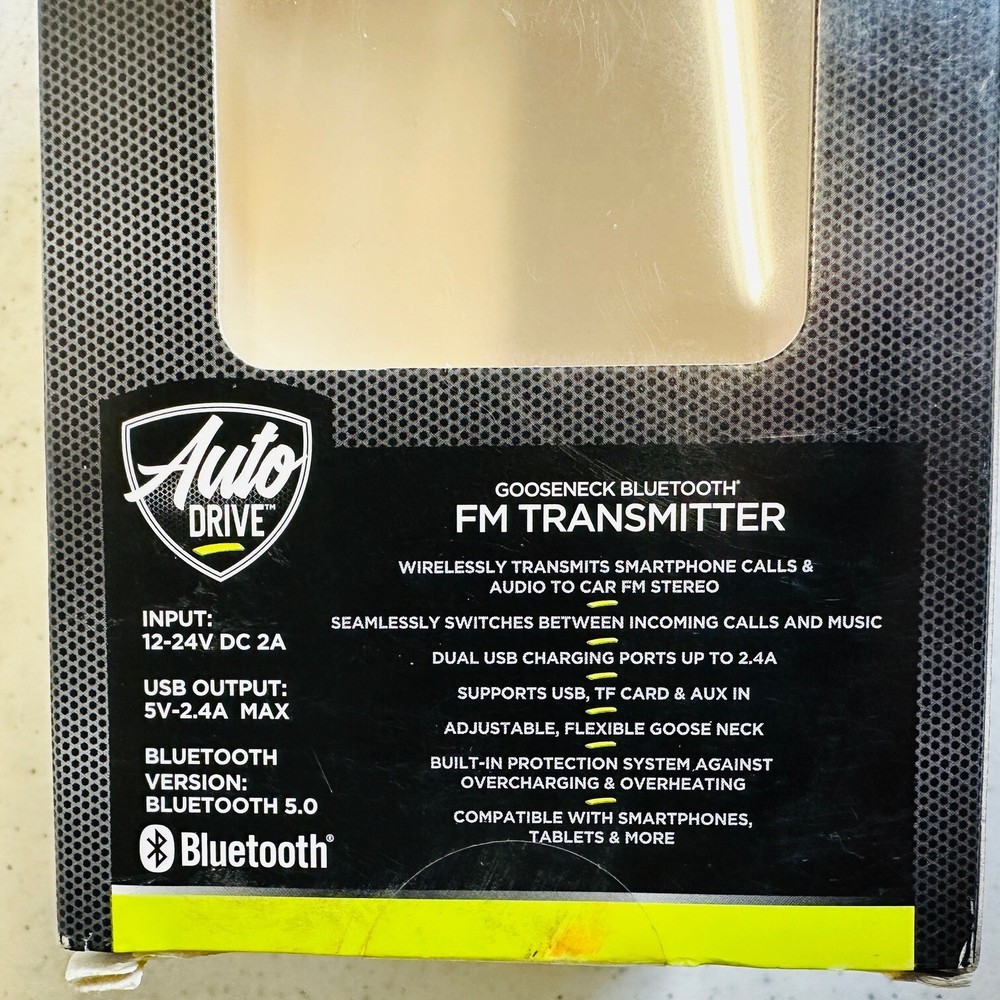 Auto
DRIVE™
INPUT:
12-24V DC 2A
USB OUTPUT:
5V-2.4A MAX
BLUETOOTH
VERSION:
BLUETOOTH 5.0
Bluetooth®
GOOSENECK BLUETOOTH®
FM TRANSMITTER
WIRELESSLY TRANSMITS SMARTPHONE CALLS &
AUDIO TO CAR FM STEREO
SEAMLESSLY SWITCHES BETWEEN INCOMING CALLS AND MUSIC
DUAL USB CHARGING PORTS UP TO 2.4A
SUPPORTS USB, TF CARD & AUX IN
ADJUSTABLE, FLEXIBLE GOOSE NECK
BUILT-IN PROTECTION SYSTEM AGAINST
OVERCHARGING & OVERHEATING
COMPATIBLE WITH SMARTPHONES,
TABLETS & MORE